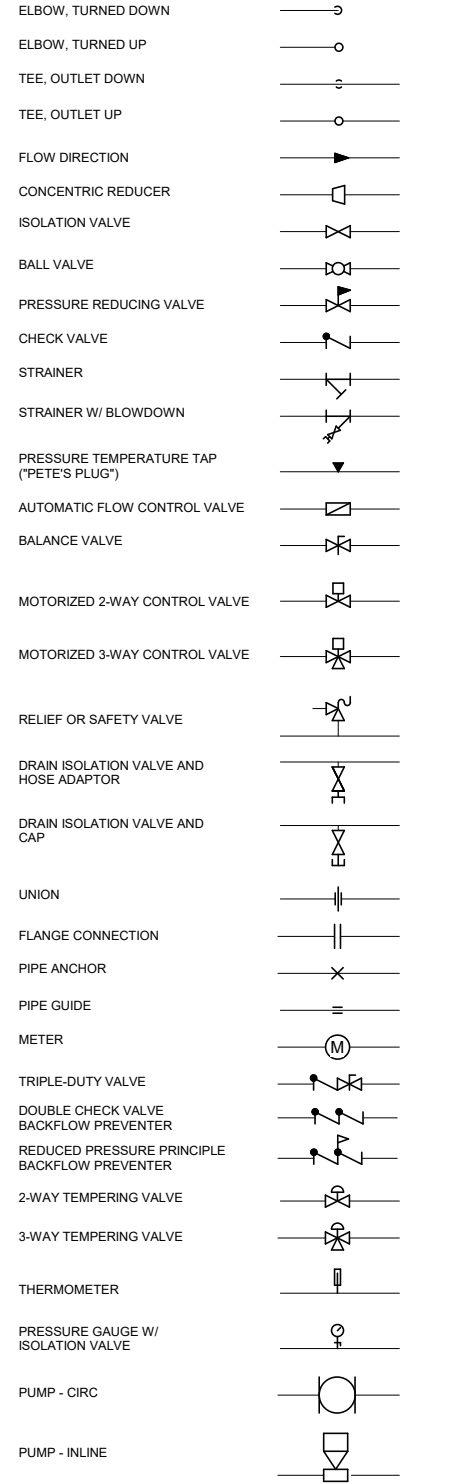 ELBOW, TURNED DOWN
ELBOW, TURNED UP
TEE, OUTLET DOWN
TEE, OUTLET UP
FLOW DIRECTION
CONCENTRIC REDUCER
ISOLATION VALVE
BALL VALVE
PRESSURE REDUCING VALVE
CHECK VALVE
STRAINER
STRAINER W/ BLOWDOWN
PRESSURE TEMPERATURE TAP
("PETE'S PLUG")
AUTOMATIC FLOW CONTROL VALVE
BALANCE VALVE
MOTORIZED 2-WAY CONTROL VALVE
MOTORIZED 3-WAY CONTROL VALVE
RELIEF OR SAFETY VALVE
DRAIN ISOLATION VALVE AND
HOSE ADAPTOR
DRAIN ISOLATION VALVE AND
CAP
UNION
FLANGE CONNECTION
PIPE ANCHOR
PIPE GUIDE
METER
M
TRIPLE-DUTY VALVE
DOUBLE CHECK VALVE
BACKFLOW PREVENTER
REDUCED PRESSURE PRINCIPLE
BACKFLOW PREVENTER
2-WAY TEMPERING VALVE
3-WAY TEMPERING VALVE
THERMOMETER
PRESSURE GAUGE W/
ISOLATION VALVE
PUMP - CIRC
PUMP - INLINE